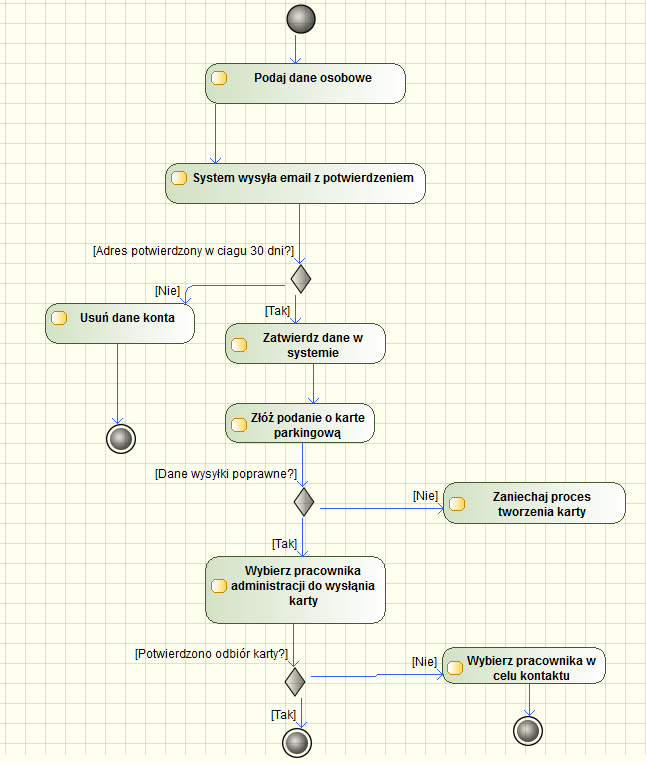 Podaj dane osobowe
System wysyła email z potwierdzeniem
[Adres potwierdzony w ciagu 30 dni?]
[Nie]
[Tak]
Usuń dane konta
Zatwierdz dane w
systemie
Złóż podanie o karte
parkingową
[Dane wysyłki poprawne?]
[Nie]
Zaniechaj proces
tworzenia karty
[Tak]
Wybierz pracownika
administracji do wysłąnia
karty
[Potwierdzono odbiór karty?]
[Nie]
Wybierz pracownika w
celu kontaktu
[Tak]